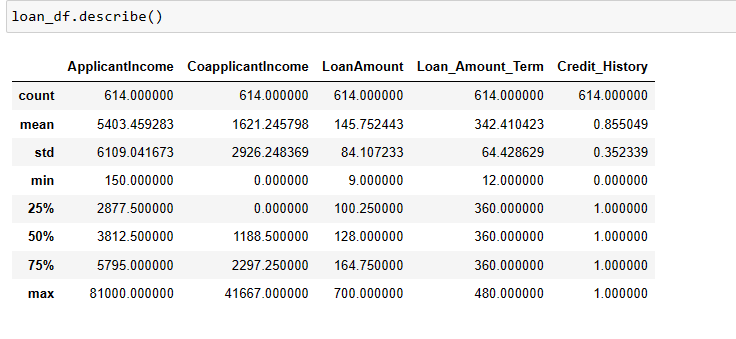 loan_df.describe()
ApplicantIncome CoapplicantIncome LoanAmount Loan_Amount_Term Credit_History
count 614.000000 614.000000 614.000000 614.000000 614.000000
mean 5403.459283 1621.245798 145.752443 342.410423 0.855049
std 6109.041673 2926.248369 84.107233 64.428629 0.352339
min 150.000000 0.000000 9.000000 12.000000 0.000000
25% 2877.500000 0.000000 100.250000 360.000000 1.000000
50% 3812.500000 1188.500000 128.000000 360.000000 1.000000
75% 5795.000000 2297.250000 164.750000 360.000000 1.000000
max 81000.000000 41667.000000 700.000000 480.000000 1.000000